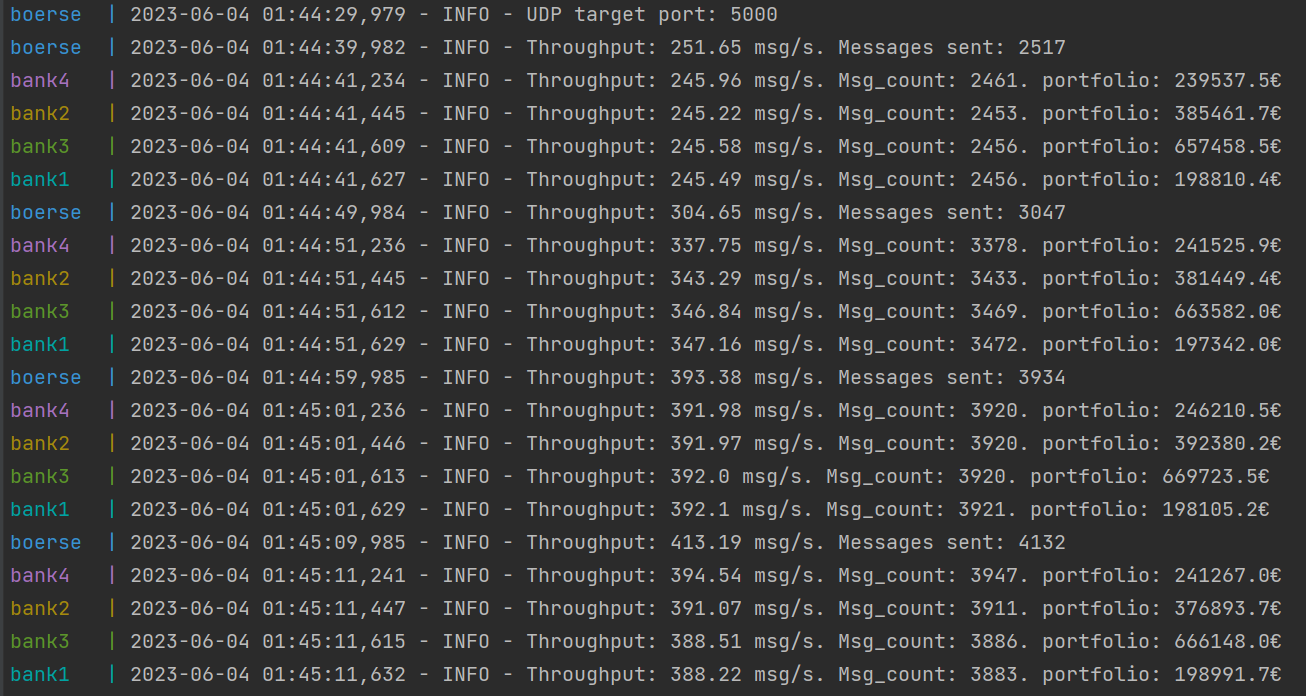 boerse | 2023-06-04 01:44:29,979 - INFO - UDP target port: 5000
boerse | 2023-06-04 01:44:39,982 - INFO - Throughput: 251.65 msg/s. Messages sent: 2517
bank4 | 2023-06-04 01:44:41,234 - INFO - Throughput: 245.96 msg/s. Msg_count: 2461. portfolio: 239537.5€
bank2 | 2023-06-04 01:44:41,445 - INFO - Throughput: 245.22 msg/s. Msg_count: 2453. portfolio: 385461.7€
bank3 | 2023-06-04 01:44:41,609 - INFO - Throughput: 245.58 msg/s. Msg_count: 2456. portfolio: 657458.5€
bank1 | 2023-06-04 01:44:41,627 - INFO - Throughput: 245.49 msg/s. Msg_count: 2456. portfolio: 198810.4€
boerse | 2023-06-04 01:44:49,984 - INFO - Throughput: 304.65 msg/s. Messages sent: 3047
bank4 | 2023-06-04 01:44:51,236 - INFO - Throughput: 337.75 msg/s. Msg_count: 3378. portfolio: 241525.9€
bank2 | 2023-06-04 01:44:51,445 - INFO - Throughput: 343.29 msg/s. Msg_count: 3433. portfolio: 381449.4€
bank3 | 2023-06-04 01:44:51,612 - INFO - Throughput: 346.84 msg/s. Msg_count: 3469. portfolio: 663582.0€
bank1 | 2023-06-04 01:44:51,629 - INFO - Throughput: 347.16 msg/s. Msg_count: 3472. portfolio: 197342.0€
boerse | 2023-06-04 01:44:59,985 - INFO - Throughput: 393.38 msg/s. Messages sent: 3934
bank4 | 2023-06-04 01:45:01,236 - INFO - Throughput: 391.98 msg/s. Msg_count: 3920. portfolio: 246210.5€
bank2 | 2023-06-04 01:45:01,446 - INFO - Throughput: 391.97 msg/s. Msg_count: 3920. portfolio: 392380.2€
bank3 | 2023-06-04 01:45:01,613 - INFO - Throughput: 392.0 msg/s. Msg_count: 3920. portfolio: 669723.5€
bank1 | 2023-06-04 01:45:01,629 - INFO - Throughput: 392.1 msg/s. Msg_count: 3921. portfolio: 198105.2€
boerse | 2023-06-04 01:45:09,985 - INFO - Throughput: 413.19 msg/s. Messages sent: 4132
bank4 | 2023-06-04 01:45:11,241 - INFO - Throughput: 394.54 msg/s. Msg_count: 3947. portfolio: 241267.0€
bank2 | 2023-06-04 01:45:11,447 - INFO - Throughput: 391.07 msg/s. Msg_count: 3911. portfolio: 376893.7€
bank3 | 2023-06-04 01:45:11,615 - INFO - Throughput: 388.51 msg/s. Msg_count: 3886. portfolio: 666148.0€
bank1 | 2023-06-04 01:45:11,632 - INFO - Throughput: 388.22 msg/s. Msg_count: 3883. portfolio: 198991.7€